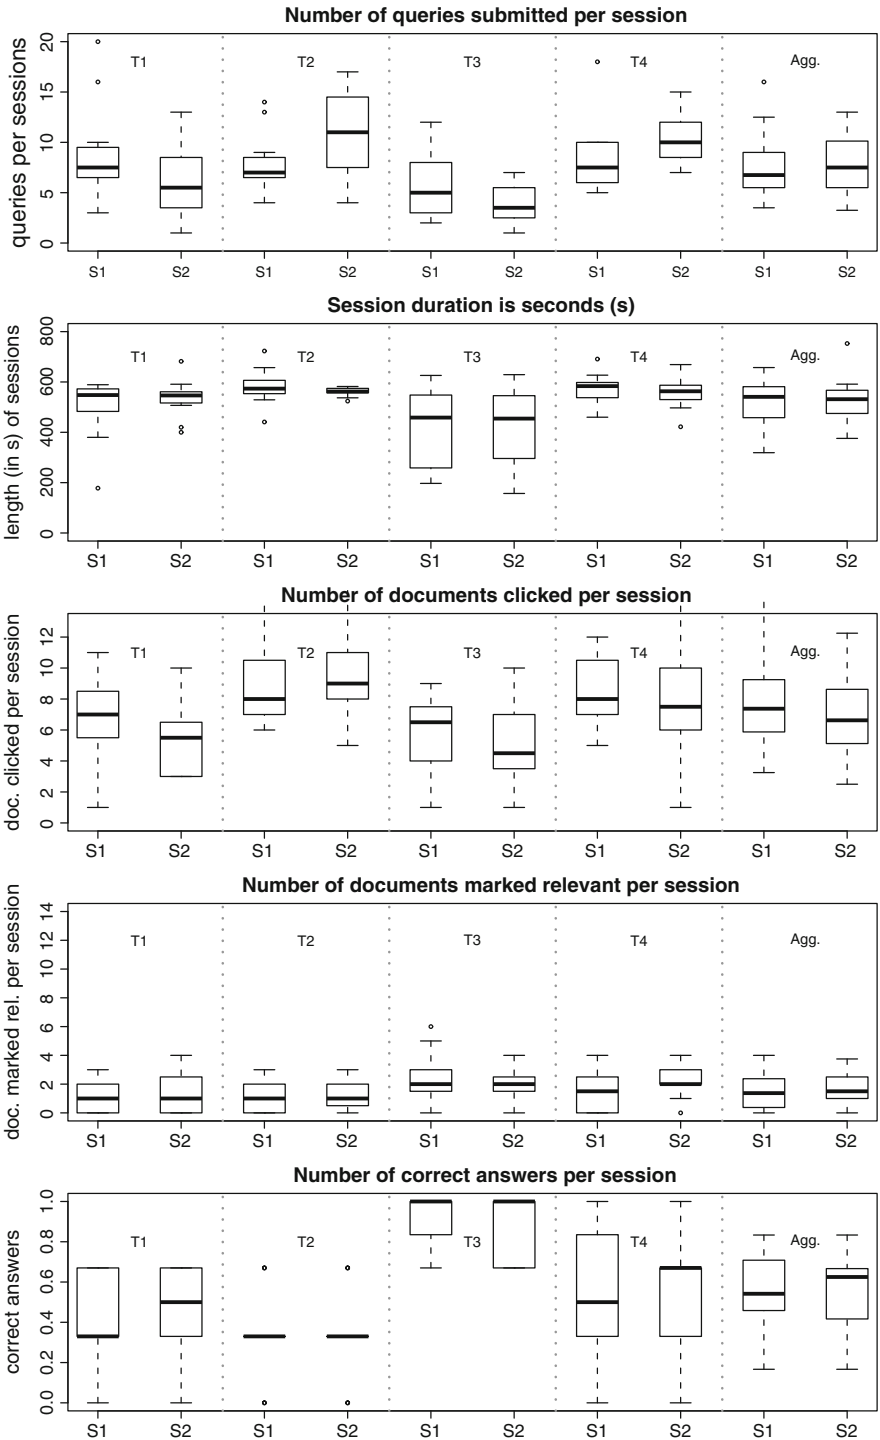 Number of queries submitted per session
queries per sessions
0 5 10 15 20
T1 T2 T3 T4 Agg.
S1 S2 S1 S2 S1 S2 S1 S2 S1 S2
Session duration is seconds (s)
length (in s) of sessions
0 200 400 600 800
T1 T2 T3 T4 Agg.
S1 S2 S1 S2 S1 S2 S1 S2 S1 S2
Number of documents clicked per session
doc. clicked per session
0 2 4 6 8 10 12
T1 T2 T3 T4 Agg.
S1 S2 S1 S2 S1 S2 S1 S2 S1 S2
Number of documents marked relevant per session
doc. marked rel. per session
0 2 4 6 8 10 12 14
T1 T2 T3 T4 Agg.
S1 S2 S1 S2 S1 S2 S1 S2 S1 S2
Number of correct answers per session
correct answers
0.0 0.2 0.4 0.6 0.8 1.0
T1 T2 T3 T4 Agg.
S1 S2 S1 S2 S1 S2 S1 S2 S1 S2